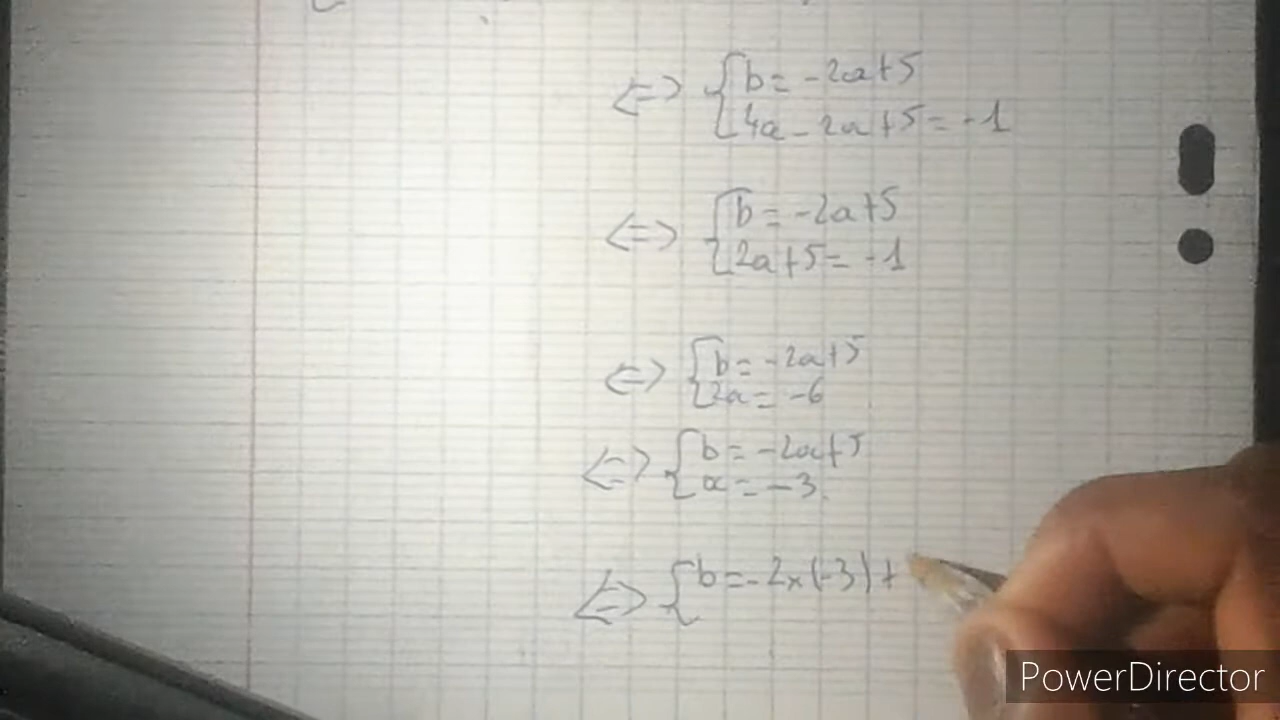 <=> { b = -2a+5
4a - 2a + 5 = -1
<=> { b = -2a+5
2a+5 = -1
<=> { b = -2a+5
2a = -6
<=> { b = -2a+5
a = -3
<=> { b = -2x(-3) +
PowerDirector